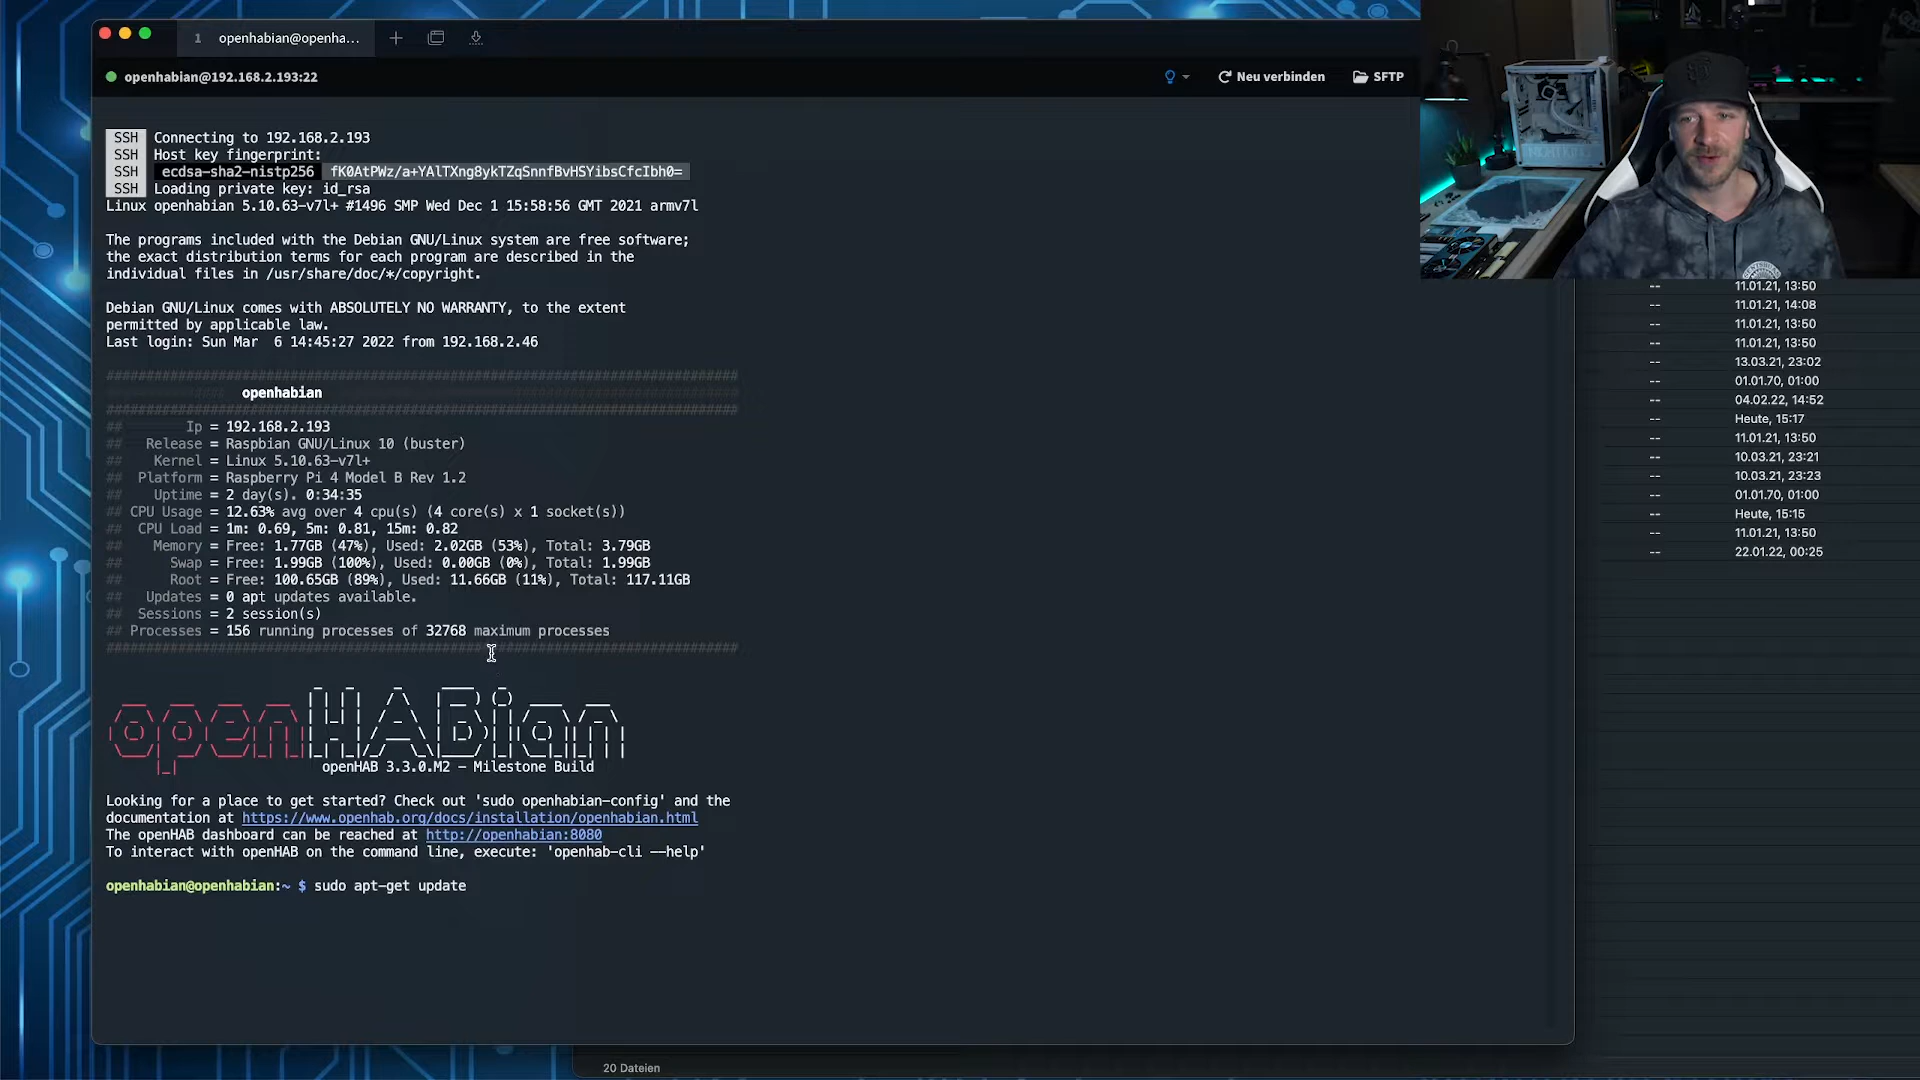 1 openhabian@openha...
openhabian@192.168.2.193:22
Neu verbinden
SFTP
SSH Connecting to 192.168.2.193
SSH Host key fingerprint:
SSH ecdsa-sha2-nistp256 fK0AtPWz/a+YAlTXng8ykTZqSnnfBvHSYibsCfcIbh0=
SSH Loading private key: id_rsa
Linux openhabian 5.10.63-v7l+ #1496 SMP Wed Dec 1 15:58:56 GMT 2021 armv7l
The programs included with the Debian GNU/Linux system are free software;
the exact distribution terms for each program are described in the
individual files in /usr/share/doc/*/copyright.
Debian GNU/Linux comes with ABSOLUTELY NO WARRANTY, to the extent
permitted by applicable law.
Last login: Sun Mar  6 14:45:27 2022 from 192.168.2.46
###############################################################################
openhabian
###############################################################################
## Ip = 192.168.2.193
## Release = Raspbian GNU/Linux 10 (buster)
## Kernel = Linux 5.10.63-v7l+
## Platform = Raspberry Pi 4 Model B Rev 1.2
## Uptime = 2 day(s). 0:34:35
## CPU Usage = 12.63% avg over 4 cpu(s) (4 core(s) x 1 socket(s))
## CPU Load = 1m: 0.69, 5m: 0.81, 15m: 0.82
## Memory = Free: 1.77GB (47%), Used: 2.02GB (53%), Total: 3.79GB
## Swap = Free: 1.99GB (100%), Used: 0.00GB (0%), Total: 1.99GB
## Root = Free: 100.65GB (89%), Used: 11.66GB (11%), Total: 117.11GB
## Updates = 0 apt updates available.
## Sessions = 2 session(s)
## Processes = 156 running processes of 32768 maximum processes
###############################################################################
openHABian
openHAB 3.3.0.M2 - Milestone Build
Looking for a place to get started? Check out 'sudo openhabian-config' and the
documentation at https://www.openhab.org/docs/installation/openhabian.html
The openHAB dashboard can be reached at http://openhabian:8080
To interact with openHAB on the command line, execute: 'openhab-cli --help'
openhabian@openhabian:~ $ sudo apt-get update
-- 11.01.21, 13:50
-- 11.01.21, 14:08
-- 11.01.21, 13:50
-- 11.01.21, 13:50
-- 13.03.21, 23:02
-- 01.01.70, 01:00
-- 04.02.22, 14:52
-- Heute, 15:17
-- 11.01.21, 13:50
-- 10.03.21, 23:21
-- 10.03.21, 23:23
-- 01.01.70, 01:00
-- Heute, 15:15
-- 11.01.21, 13:50
-- 22.01.22, 00:25
20 Dateien